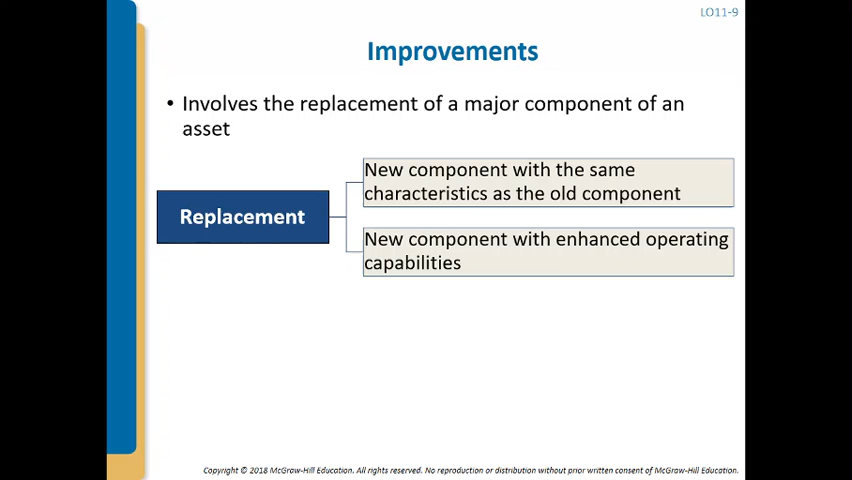 LO11-9
Improvements
• Involves the replacement of a major component of an
asset
Replacement
New component with the same
characteristics as the old component
New component with enhanced operating
capabilities
Copyright © 2018 McGraw-Hill Education. All rights reserved. No reproduction or distribution without prior written consent of McGraw-Hill Education.